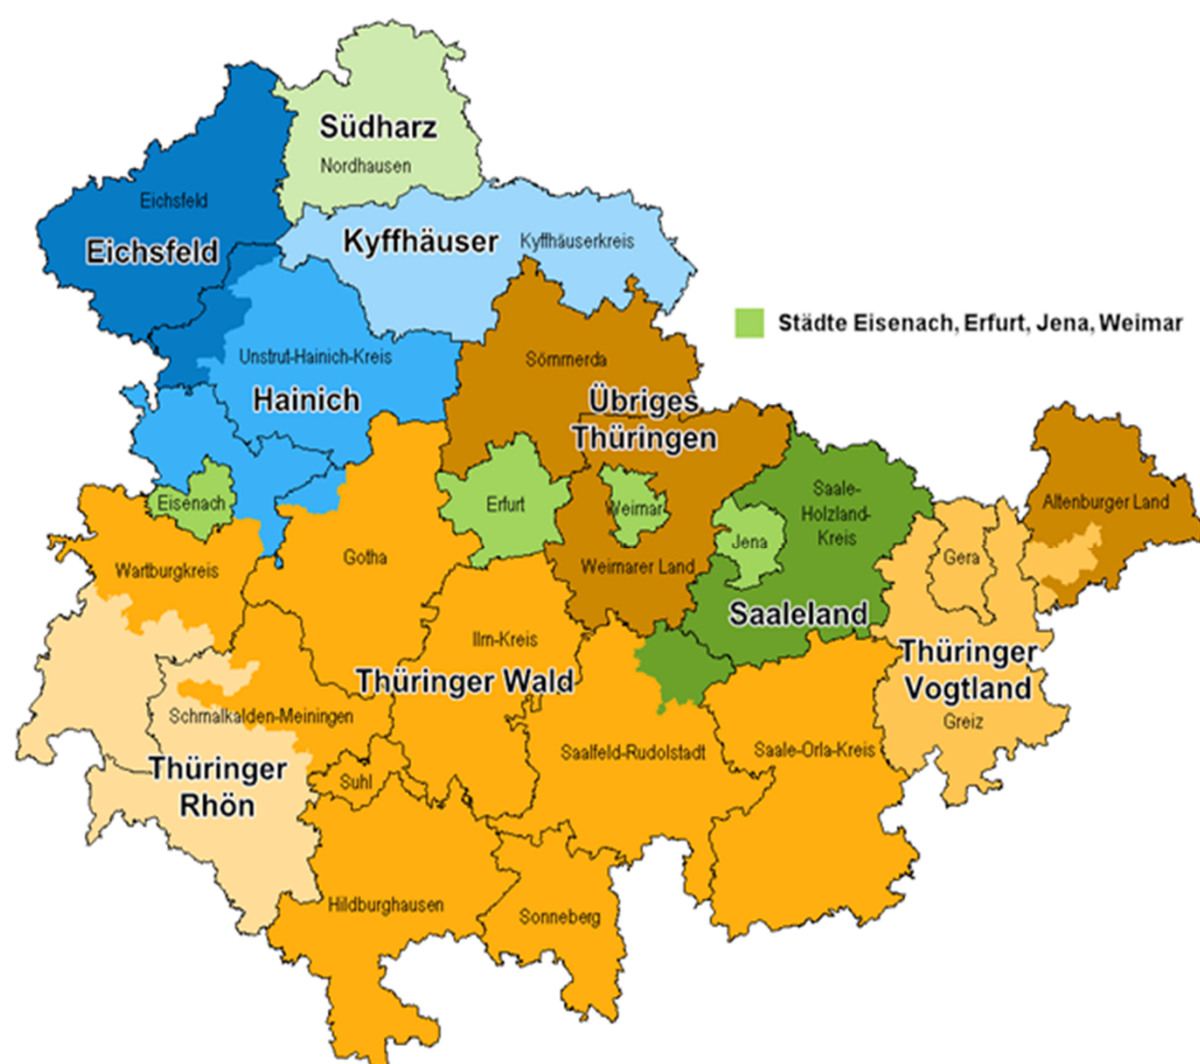 Südharz
Nordhausen
Eichsfeld
Eichsfeld
Kyffhäuser
Kyffhäuserkreis
Städte Eisenach, Erfurt, Jena, Weimar
Unstrut-Hainich-Kreis
Hainich
Sömmerda
Übriges
Thüringen
Eisenach
Erfurt
Weimar
Jena
Saale-
Holzland-
Kreis
Altenburger Land
Wartburgkreis
Gotha
Weimarer Land
Gera
Saaleland
Ilm-Kreis
Thüringer Wald
Thüringer
Vogtland
Greiz
Schmalkalden-Meiningen
Thüringer
Rhön
Suhl
Saalfeld-Rudolstadt
Saale-Orla-Kreis
Hildburghausen
Sonneberg